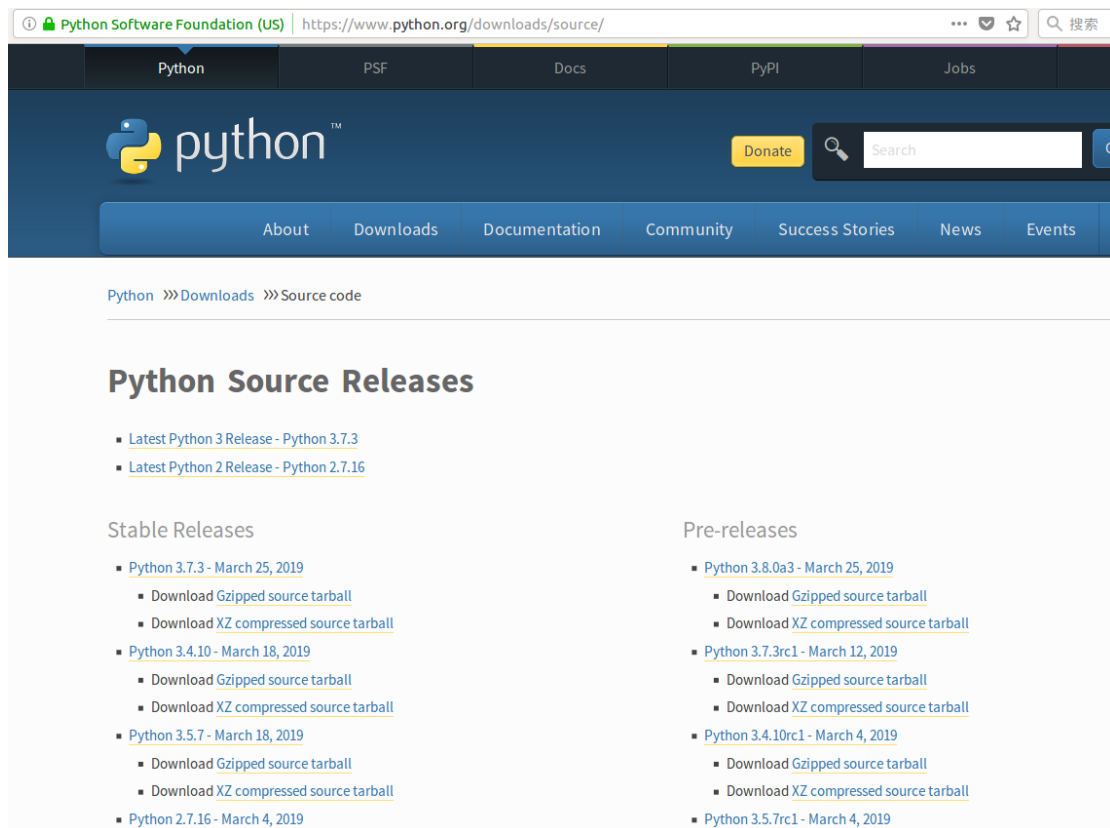 Python Software Foundation (US) https://www.python.org/downloads/source/ 搜索
Python PSF Docs PyPI Jobs
python™
Donate Search
About Downloads Documentation Community Success Stories News Events
Python »» Downloads »» Source code
Python Source Releases
Latest Python 3 Release - Python 3.7.3
Latest Python 2 Release - Python 2.7.16
Stable Releases
Python 3.7.3 - March 25, 2019
Download Gzipped source tarball
Download XZ compressed source tarball
Python 3.4.10 - March 18, 2019
Download Gzipped source tarball
Download XZ compressed source tarball
Python 3.5.7 - March 18, 2019
Download Gzipped source tarball
Download XZ compressed source tarball
Python 2.7.16 - March 4, 2019
Pre-releases
Python 3.8.0a3 - March 25, 2019
Download Gzipped source tarball
Download XZ compressed source tarball
Python 3.7.3rc1 - March 12, 2019
Download Gzipped source tarball
Download XZ compressed source tarball
Python 3.4.10rc1 - March 4, 2019
Download Gzipped source tarball
Download XZ compressed source tarball
Python 3.5.7rc1 - March 4, 2019